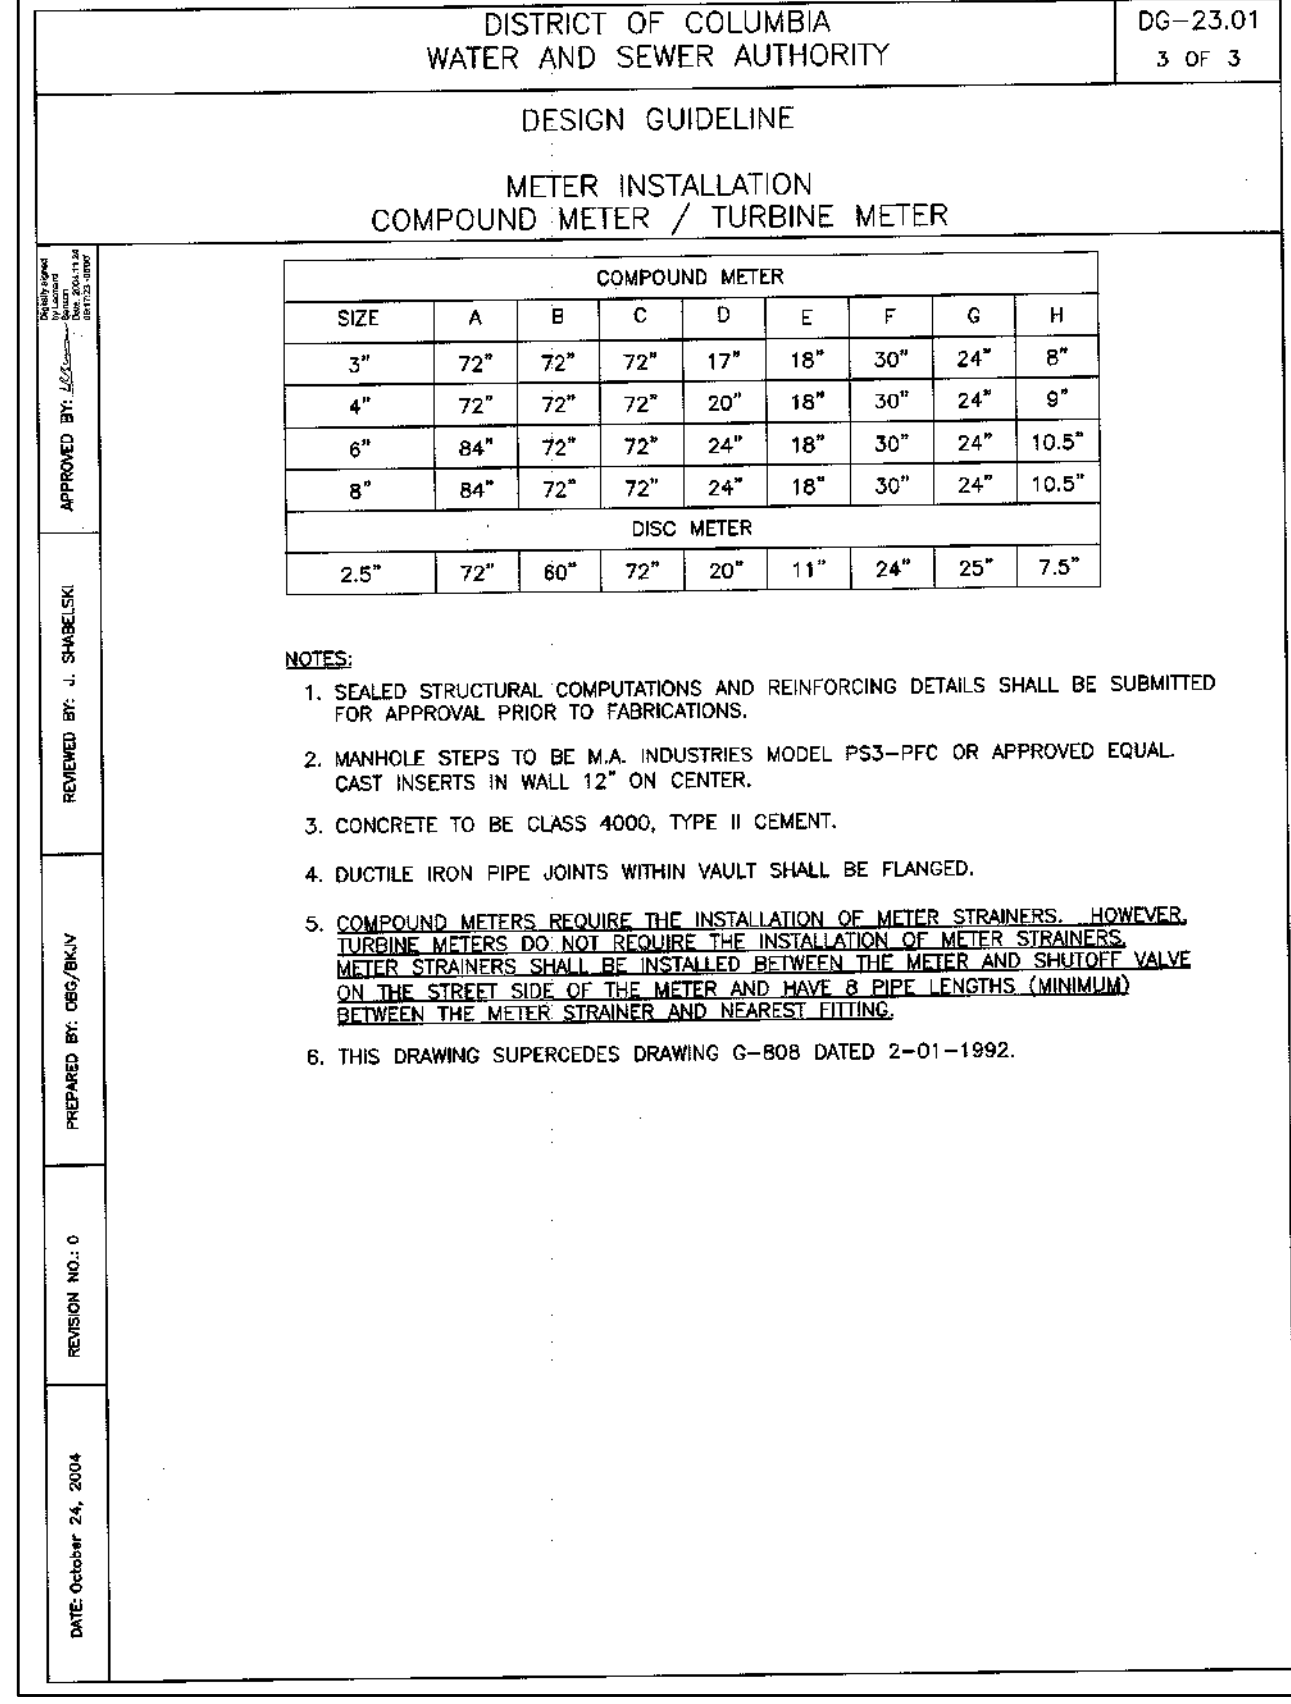 DISTRICT OF COLUMBIA
WATER AND SEWER AUTHORITY
DG-23.01
3 OF 3
DESIGN GUIDELINE
METER INSTALLATION
COMPOUND METER / TURBINE METER
Digitally signed
by Leonard
Benson
Date: 2004.11.24
APPROVED BY:
REVIEWED BY: J. SHABELSKI
PREPARED BY: OBG/BKJV
REVISION NO.: 0
DATE: October 24, 2004
COMPOUND METER
SIZE A B C D E F G H
3" 72" 72" 72" 17" 18" 30" 24" 8"
4" 72" 72" 72" 20" 18" 30" 24" 9"
6" 84" 72" 72" 24" 18" 30" 24" 10.5"
8" 84" 72" 72" 24" 18" 30" 24" 10.5"
DISC METER
2.5" 72" 60" 72" 20" 11" 24" 25" 7.5"
NOTES:
1. SEALED STRUCTURAL COMPUTATIONS AND REINFORCING DETAILS SHALL BE SUBMITTED
FOR APPROVAL PRIOR TO FABRICATIONS.
2. MANHOLE STEPS TO BE M.A. INDUSTRIES MODEL PS3-PFC OR APPROVED EQUAL.
CAST INSERTS IN WALL 12" ON CENTER.
3. CONCRETE TO BE CLASS 4000, TYPE II CEMENT.
4. DUCTILE IRON PIPE JOINTS WITHIN VAULT SHALL BE FLANGED.
5. COMPOUND METERS REQUIRE THE INSTALLATION OF METER STRAINERS. HOWEVER,
TURBINE METERS DO NOT REQUIRE THE INSTALLATION OF METER STRAINERS.
METER STRAINERS SHALL BE INSTALLED BETWEEN THE METER AND SHUTOFF VALVE
ON THE STREET SIDE OF THE METER AND HAVE 8 PIPE LENGTHS (MINIMUM)
BETWEEN THE METER STRAINER AND NEAREST FITTING.
6. THIS DRAWING SUPERCEDES DRAWING G-808 DATED 2-01-1992.